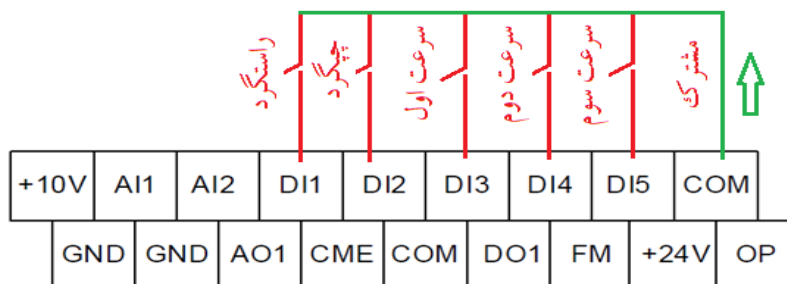 راستگرد
چپگرد
سرعت اول
سرعت دوم
سرعت سوم
مشترک
+10V AI1 AI2 DI1 DI2 DI3 DI4 DI5 COM
GND GND AO1 CME COM DO1 FM +24V OP